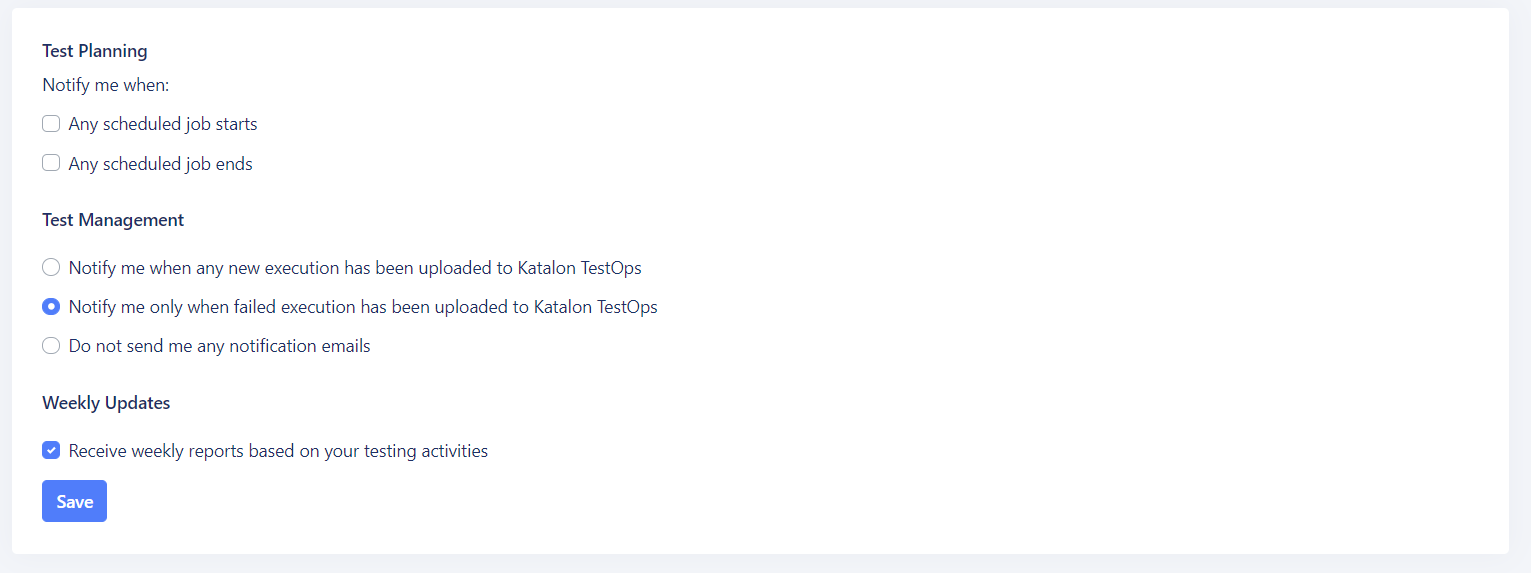 Test Planning
Notify me when:
Any scheduled job starts
Any scheduled job ends
Test Management
Notify me when any new execution has been uploaded to Katalon TestOps
Notify me only when failed execution has been uploaded to Katalon TestOps
Do not send me any notification emails
Weekly Updates
Receive weekly reports based on your testing activities
Save